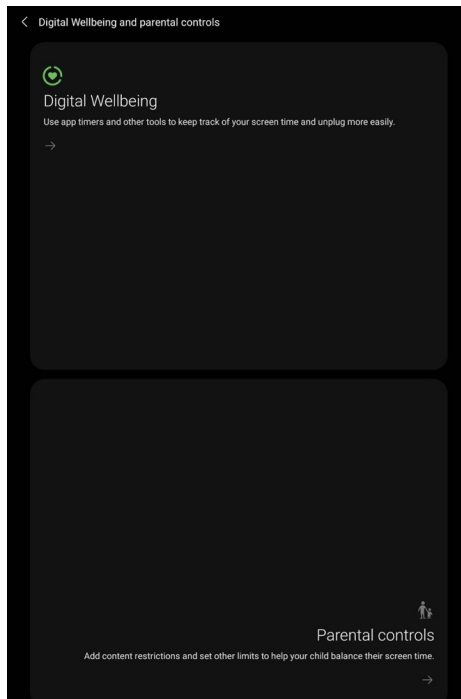 Digital Wellbeing and parental controls
Digital Wellbeing
Use app timers and other tools to keep track of your screen time and unplug more easily.
Parental controls
Add content restrictions and set other limits to help your child balance their screen time.